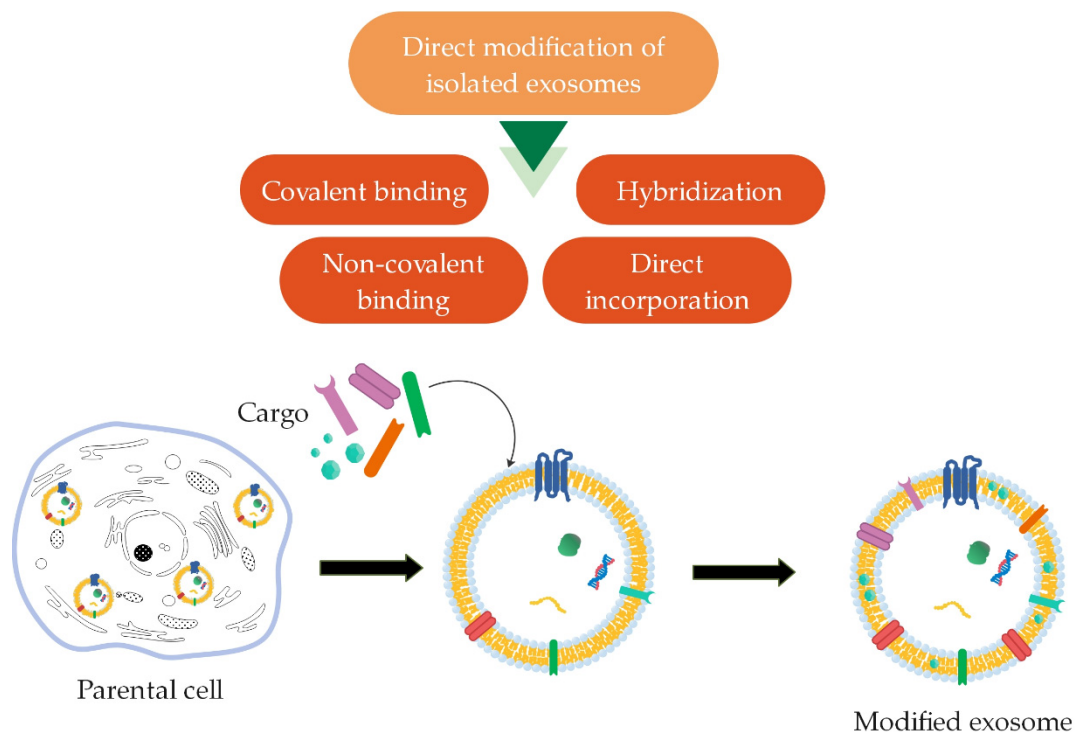 Direct modification of
isolated exosomes
Covalent binding
Hybridization
Non-covalent
binding
Direct
incorporation
Cargo
Parental cell
Modified exosome